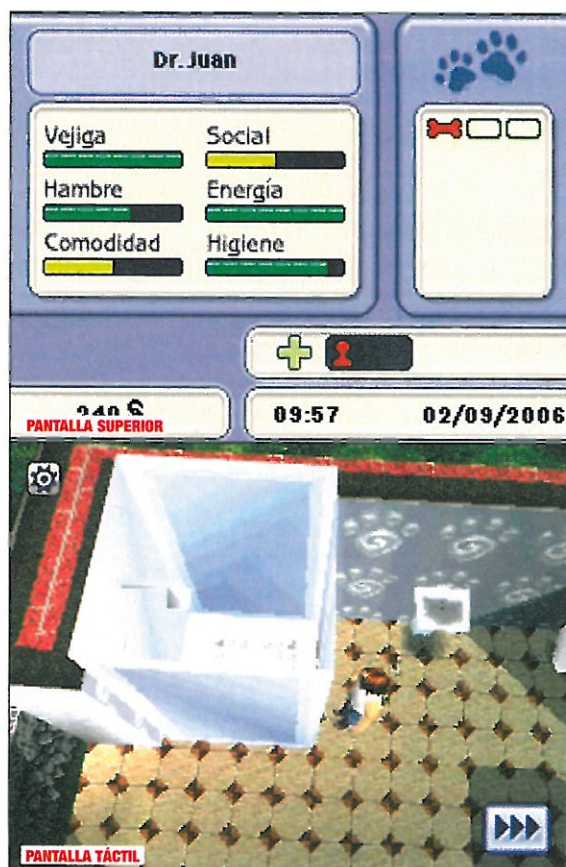 Dr. Juan
Vejiga Social
Hambre Energía
Comodidad Higiene
PANTALLA SUPERIOR
09:57 02/09/2006
PANTALLA TÁCTIL